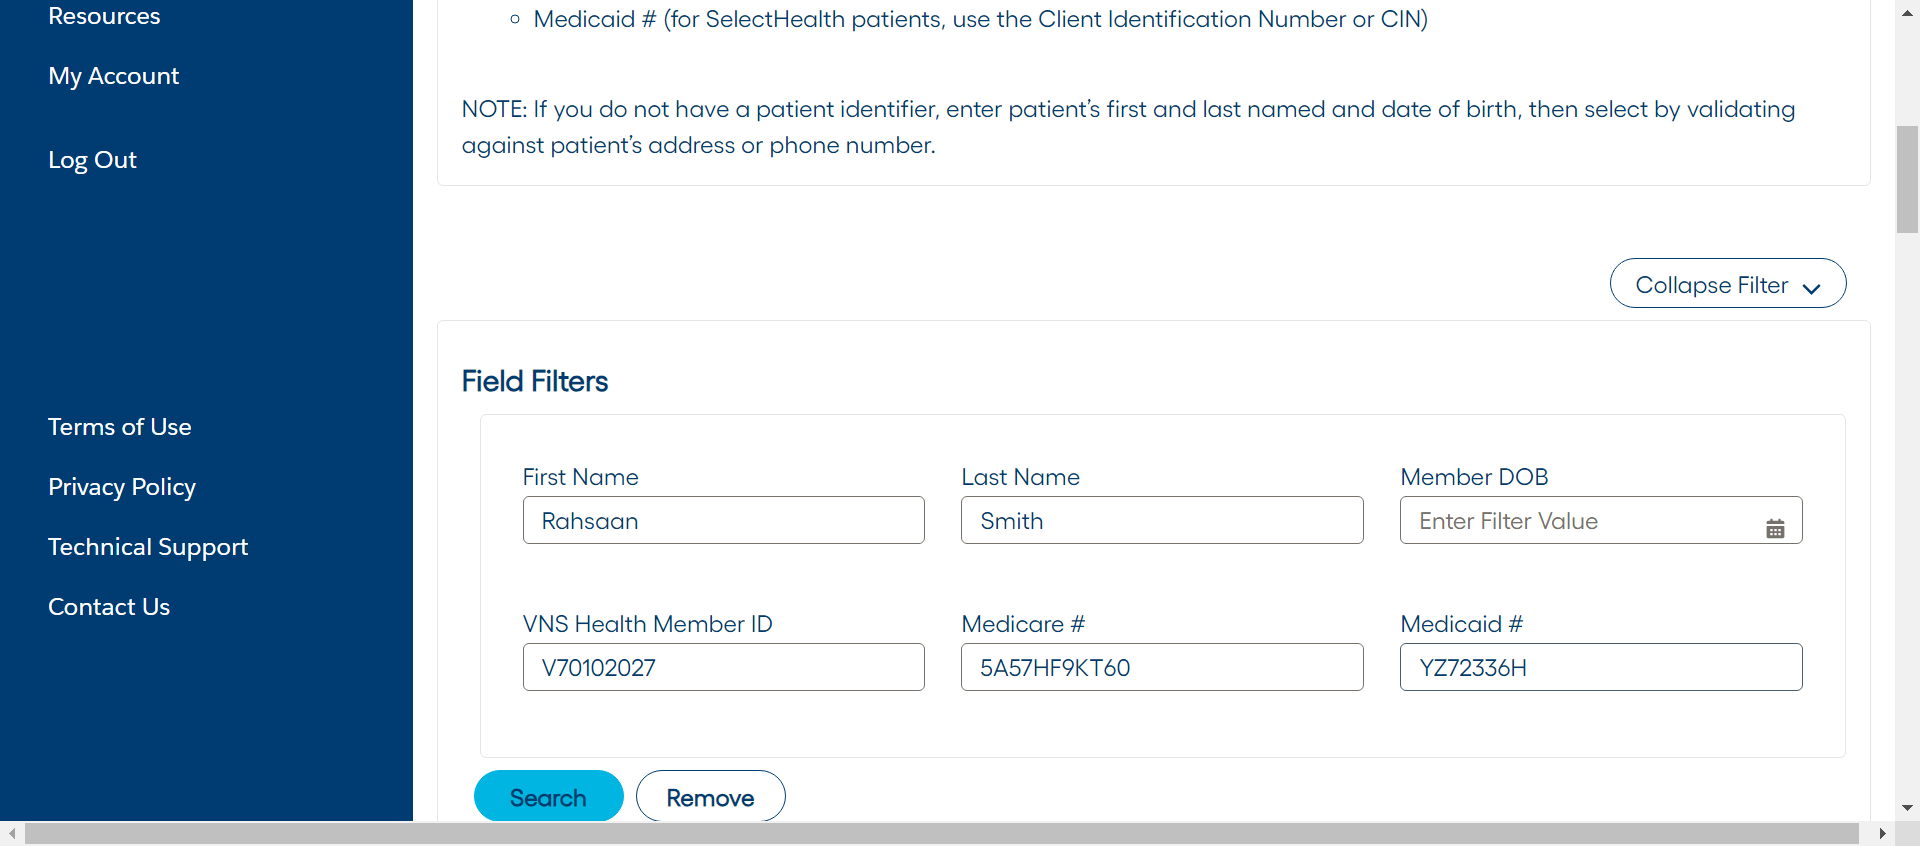 Resources
My Account
Log Out
Terms of Use
Privacy Policy
Technical Support
Contact Us
Medicaid # (for SelectHealth patients, use the Client Identification Number or CIN)
NOTE: If you do not have a patient identifier, enter patient’s first and last named and date of birth, then select by validating
against patient’s address or phone number.
Collapse Filter
Field Filters
First Name
Last Name
Member DOB
Rahsaan
Smith
Enter Filter Value
VNS Health Member ID
Medicare #
Medicaid #
V70102027
5A57HF9KT60
YZ72336H
Search
Remove